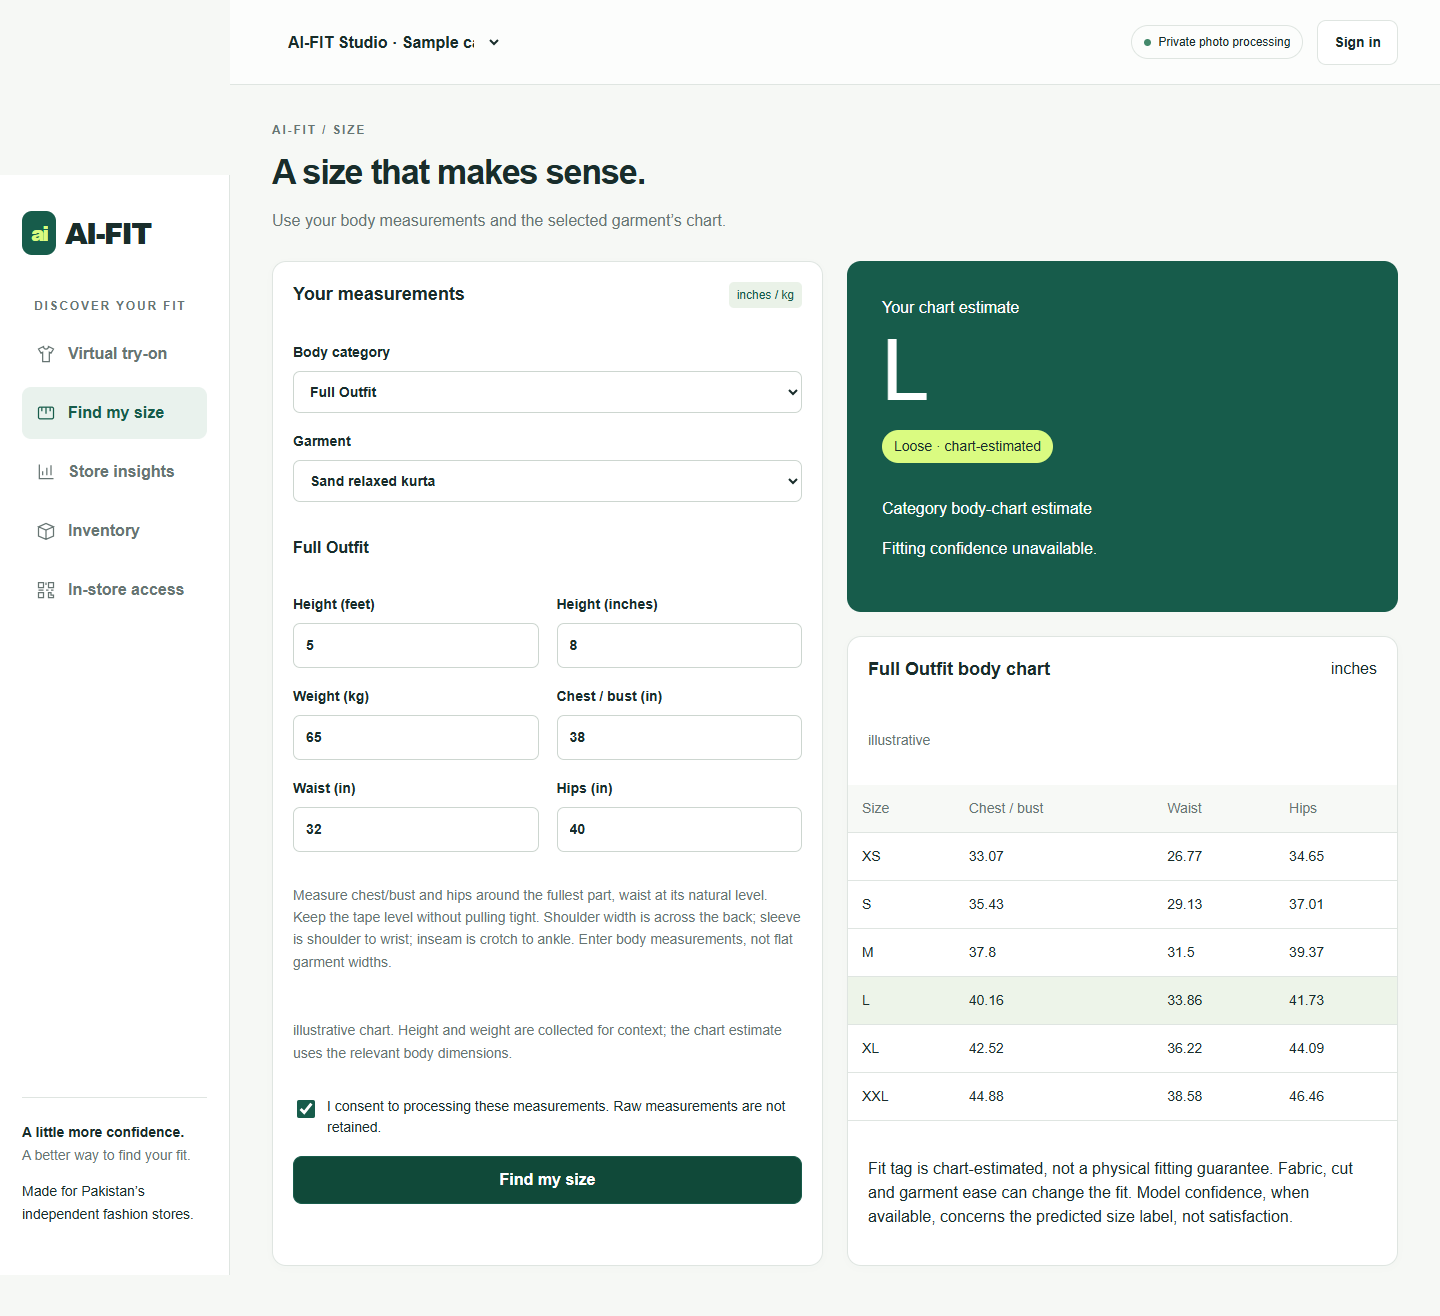 AI-FIT Studio · Sample ca
Private photo processing
Sign in
ai AI-FIT
DISCOVER YOUR FIT
Virtual try-on
Find my size
Store insights
Inventory
In-store access
A little more confidence.
A better way to find your fit.
Made for Pakistan's
independent fashion stores.
AI-FIT / SIZE
A size that makes sense.
Use your body measurements and the selected garment's chart.
Your measurements
inches / kg
Body category
Full Outfit
Garment
Sand relaxed kurta
Full Outfit
Height (feet) Height (inches)
5 8
Weight (kg) Chest / bust (in)
65 38
Waist (in) Hips (in)
32 40
Measure chest/bust and hips around the fullest part, waist at its natural level.
Keep the tape level without pulling tight. Shoulder width is across the back; sleeve
is shoulder to wrist; inseam is crotch to ankle. Enter body measurements, not flat
garment widths.
illustrative chart. Height and weight are collected for context; the chart estimate
uses the relevant body dimensions.
I consent to processing these measurements. Raw measurements are not
retained.
Find my size
Your chart estimate
L
Loose · chart-estimated
Category body-chart estimate
Fitting confidence unavailable.
Full Outfit body chart
inches
illustrative
Size Chest / bust Waist Hips
XS 33.07 26.77 34.65
S 35.43 29.13 37.01
M 37.8 31.5 39.37
L 40.16 33.86 41.73
XL 42.52 36.22 44.09
XXL 44.88 38.58 46.46
Fit tag is chart-estimated, not a physical fitting guarantee. Fabric, cut
and garment ease can change the fit. Model confidence, when
available, concerns the predicted size label, not satisfaction.